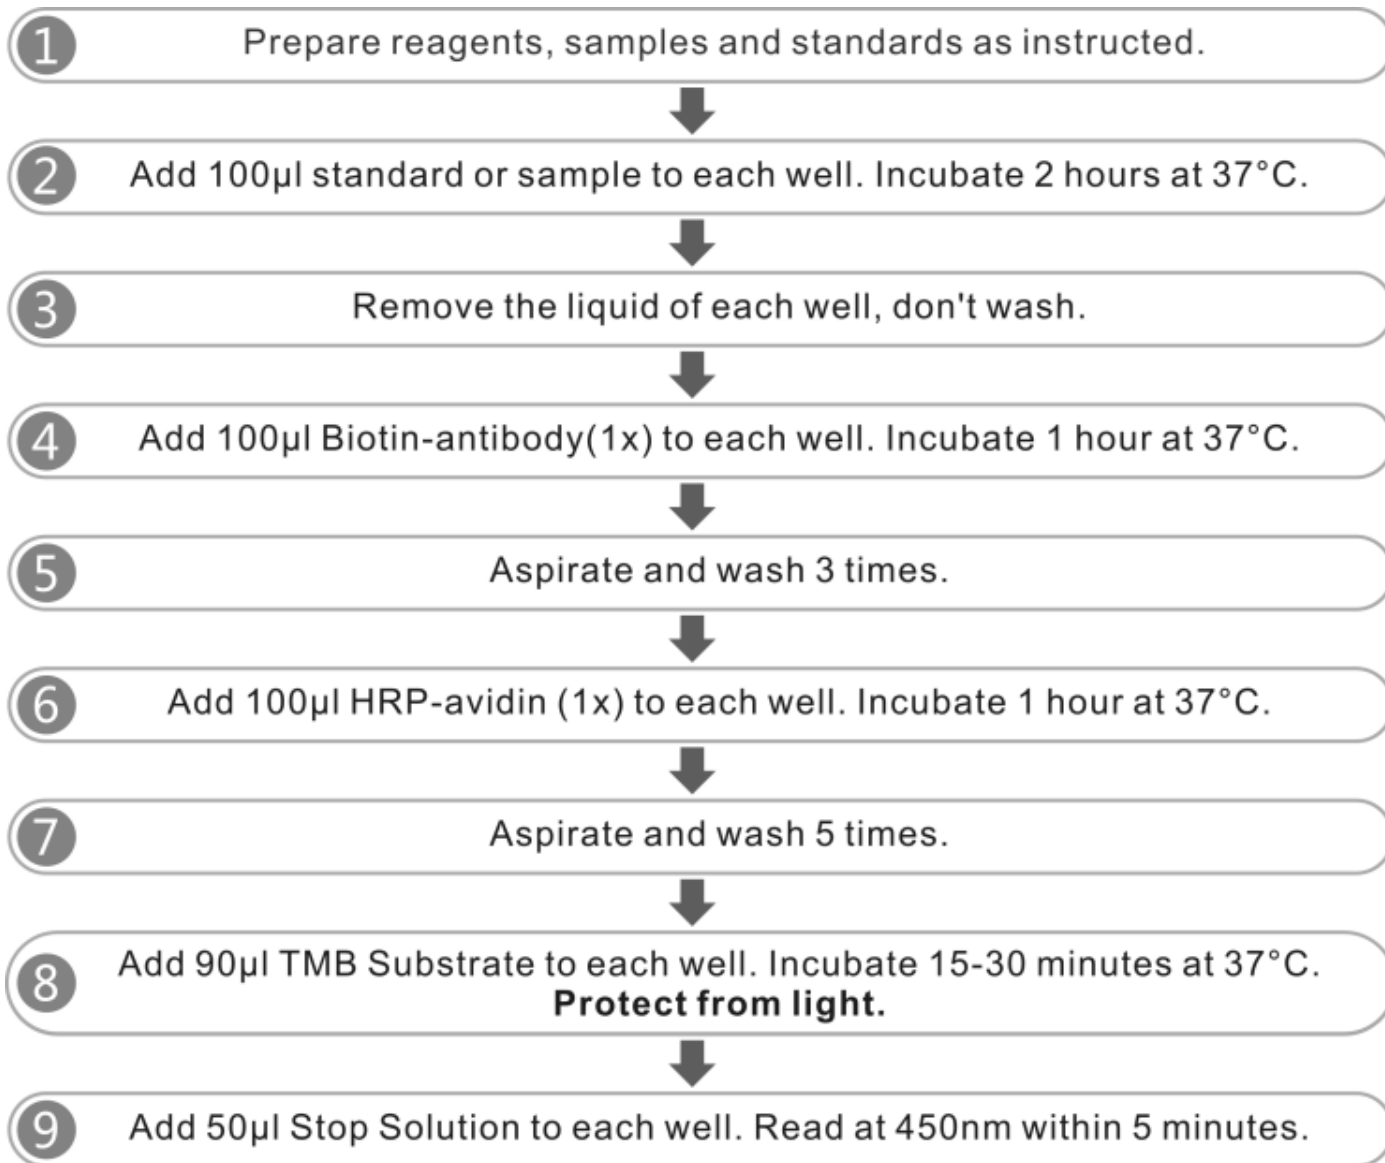 1 Prepare reagents, samples and standards as instructed.
2 Add 100µl standard or sample to each well. Incubate 2 hours at 37°C.
3 Remove the liquid of each well, don't wash.
4 Add 100µl Biotin-antibody(1x) to each well. Incubate 1 hour at 37°C.
5 Aspirate and wash 3 times.
6 Add 100µl HRP-avidin (1x) to each well. Incubate 1 hour at 37°C.
7 Aspirate and wash 5 times.
8 Add 90µl TMB Substrate to each well. Incubate 15-30 minutes at 37°C.
Protect from light.
9 Add 50µl Stop Solution to each well. Read at 450nm within 5 minutes.